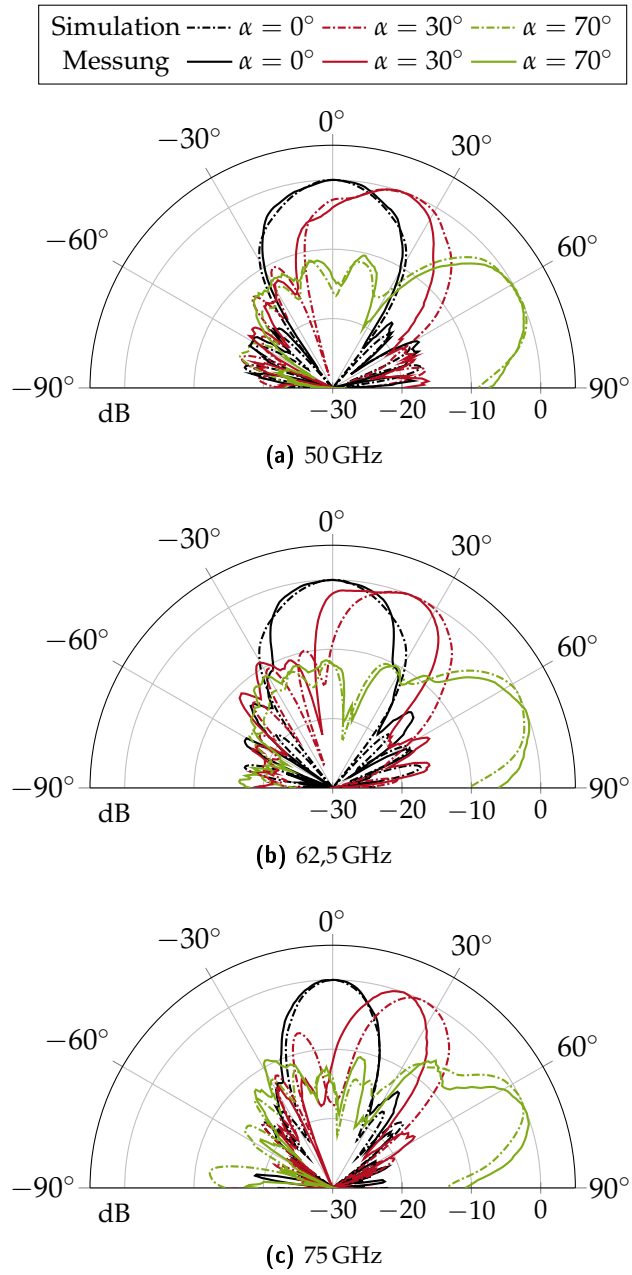 Simulation α = 0° α = 30° α = 70°
Messung α = 0° α = 30° α = 70°
0°
−30° 30°
−60° 60°
−90° 90°
dB −30 −20 −10 0
(a) 50 GHz
0°
−30° 30°
−60° 60°
−90° 90°
dB −30 −20 −10 0
(b) 62,5 GHz
0°
−30° 30°
−60° 60°
−90° 90°
dB −30 −20 −10 0
(c) 75 GHz